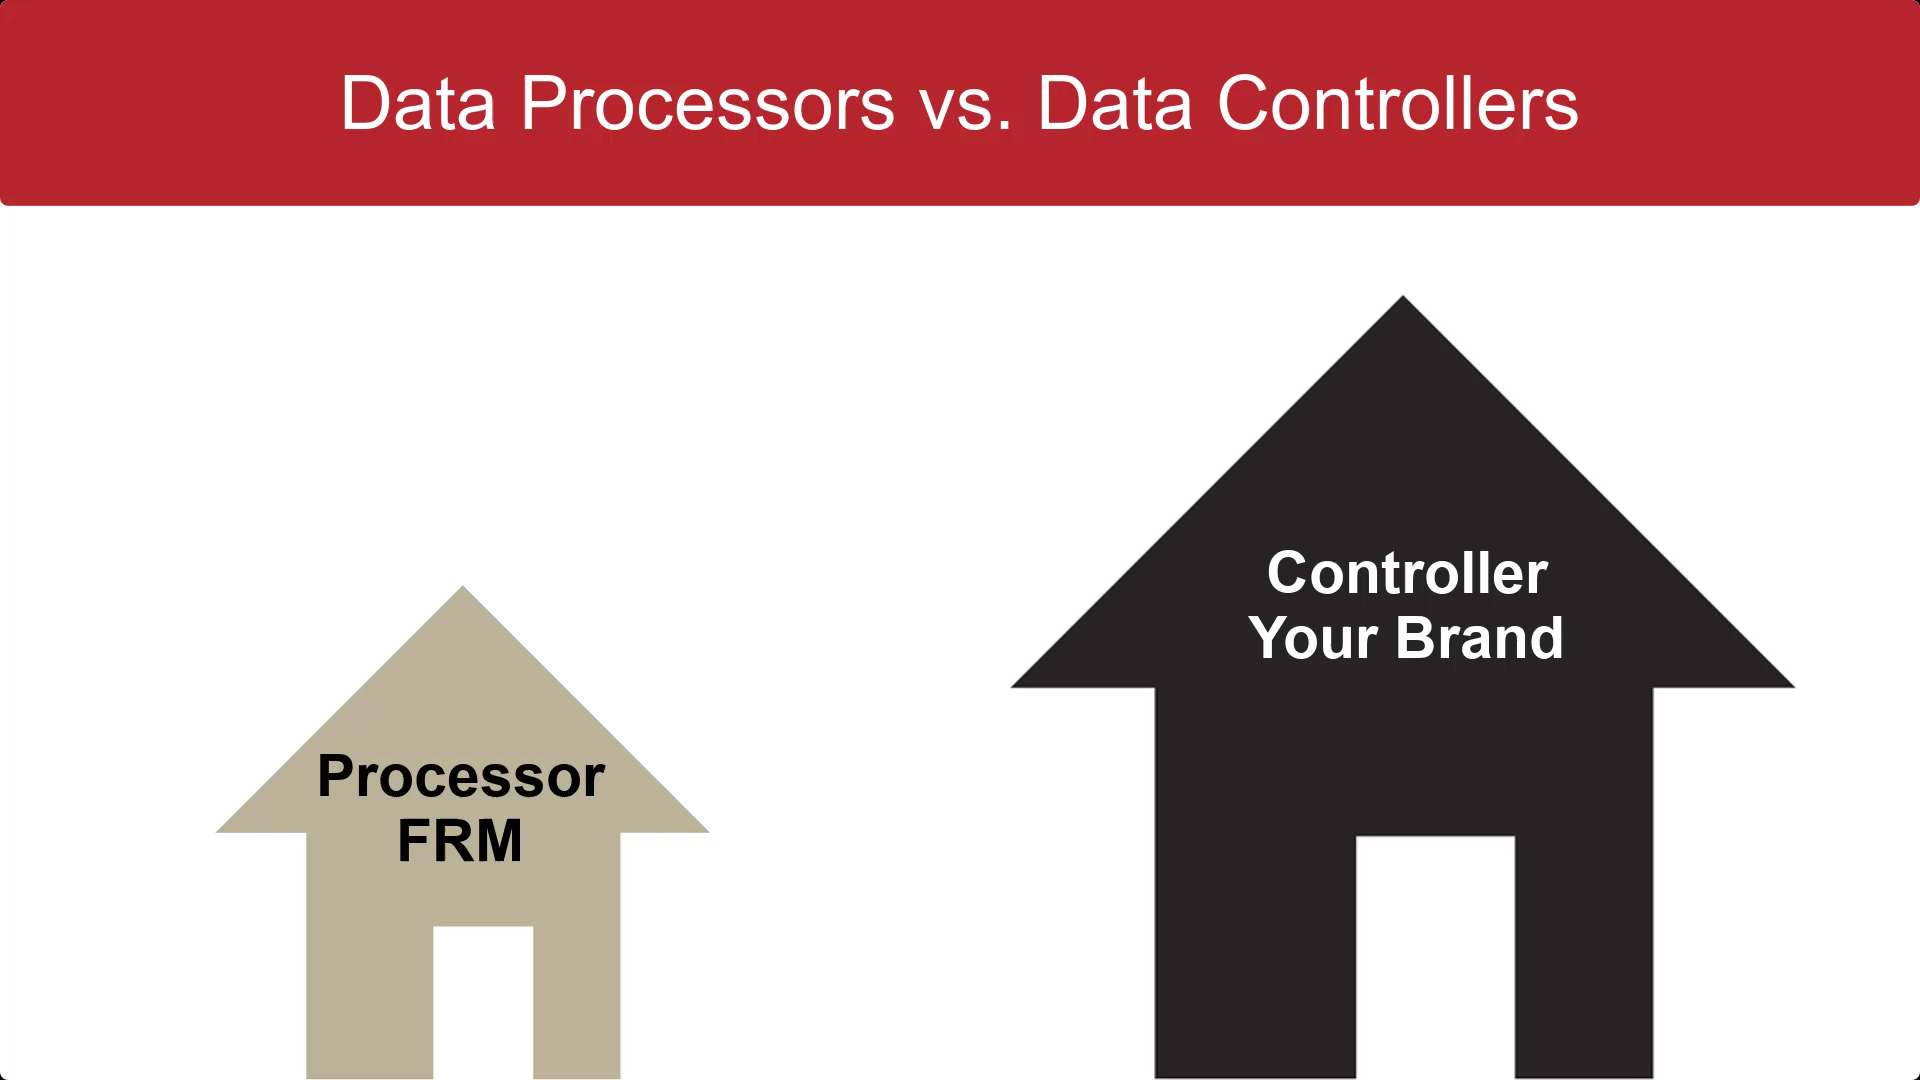 Data Processors vs. Data Controllers
Processor
FRM
Controller
Your Brand